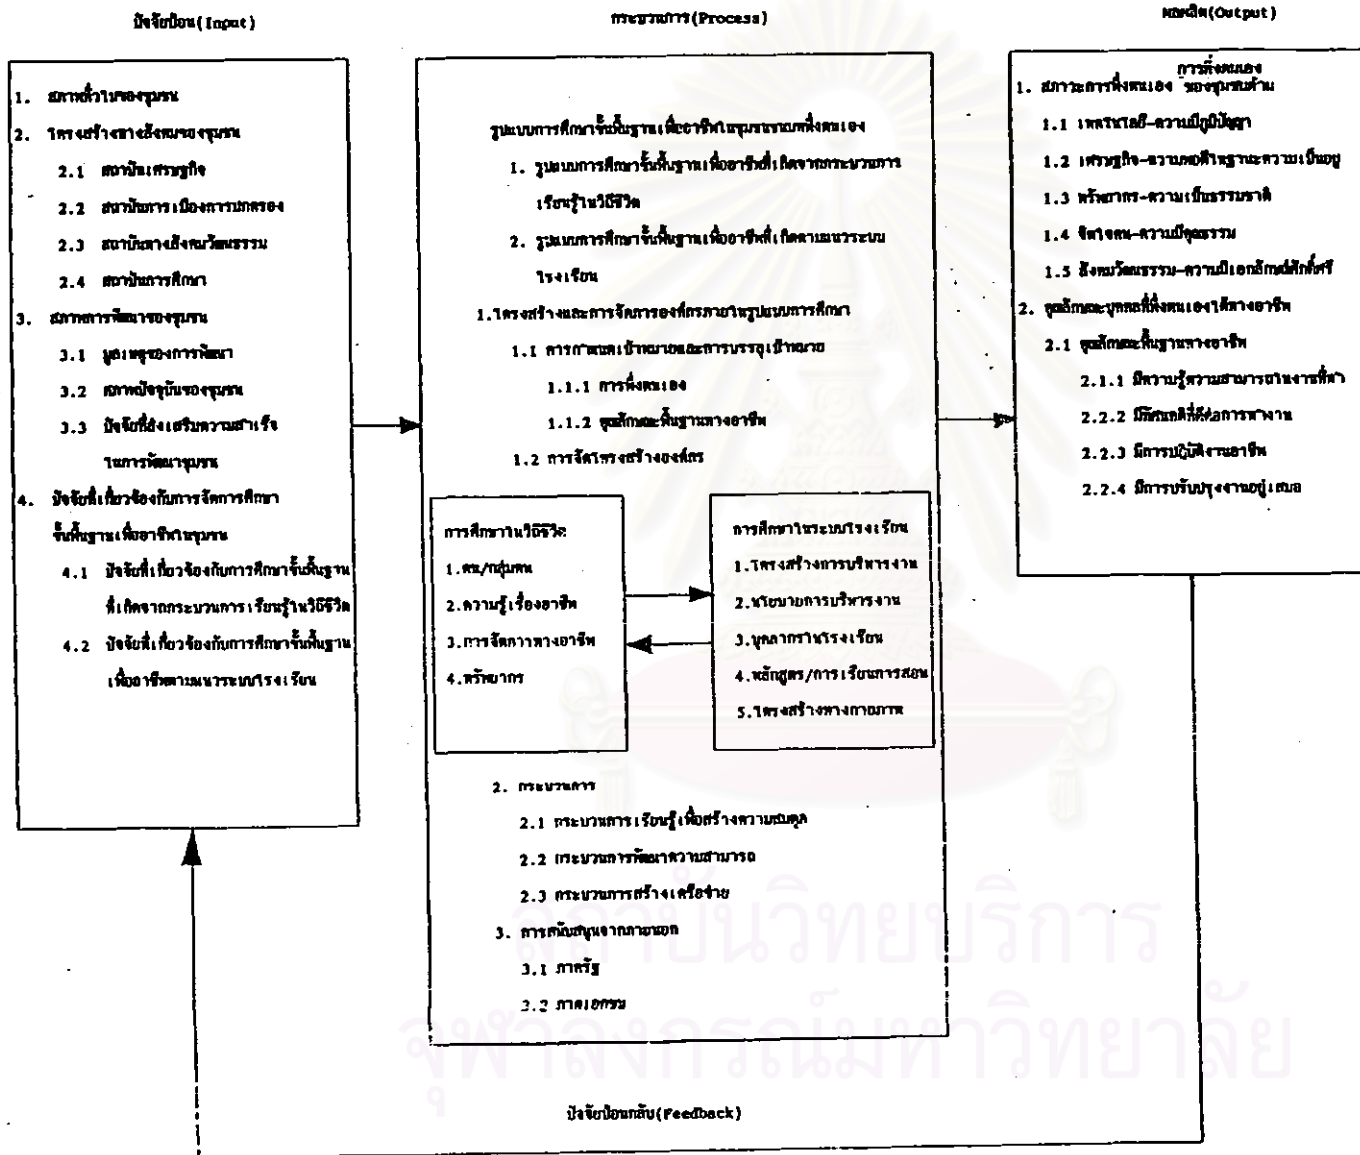 ปัจจัยป้อน(Input)
1. สภาพทั่วไปของชุมชน
2. โครงสร้างทางสังคมของชุมชน
2.1 สถาบันเศรษฐกิจ
2.2 สถาบันการเมืองการปกครอง
2.3 สถาบันทางสังคมวัฒนธรรม
2.4 สถาบันการศึกษา
3. สภาพการพัฒนาของชุมชน
3.1 มูลเหตุของการพัฒนา
3.2 สภาพปัจจุบันของชุมชน
3.3 ปัจจัยที่ส่งเสริมความสำเร็จ
ในการพัฒนาชุมชน
4. ปัจจัยที่เกี่ยวข้องกับการจัดการศึกษา
ขั้นพื้นฐานเพื่ออาชีพในชุมชน
4.1 ปัจจัยที่เกี่ยวข้องกับการศึกษาขั้นพื้นฐาน
ที่เกิดจากกระบวนการเรียนรู้ในวิถีชีวิต
4.2 ปัจจัยที่เกี่ยวข้องกับการศึกษาขั้นพื้นฐาน
เพื่ออาชีพตามแนวระบบโรงเรียน
กระบวนการ(Process)
รูปแบบการศึกษาขั้นพื้นฐานเพื่ออาชีพในชุมชนชนบทพึ่งตนเอง
1. รูปแบบการศึกษาขั้นพื้นฐานเพื่ออาชีพที่เกิดจากกระบวนการ
เรียนรู้ในวิถีชีวิต
2. รูปแบบการศึกษาขั้นพื้นฐานเพื่ออาชีพที่เกิดตามแนวระบบ
โรงเรียน
1.โครงสร้างและการจัดการองค์กรภายในรูปแบบการศึกษา
1.1 การกำหนดเป้าหมายและการบรรลุเป้าหมาย
1.1.1 การพึ่งตนเอง
1.1.2 คุณลักษณะพื้นฐานทางอาชีพ
1.2 การจัดโครงสร้างองค์กร
การศึกษาในวิถีชีวิต
1.คน/กลุ่มคน
2.ความรู้เรื่องอาชีพ
3.การจัดการทางอาชีพ
4.ทรัพยากร
การศึกษาในระบบโรงเรียน
1.โครงสร้างการบริหารงาน
2.นโยบายการบริหารงาน
3.บุคลากรในโรงเรียน
4.หลักสูตร/การเรียนการสอน
5.โครงสร้างทางกายภาพ
2. กระบวนการ
2.1 กระบวนการเรียนรู้เพื่อสร้างความสมดุล
2.2 กระบวนการพัฒนาความสามารถ
2.3 กระบวนการสร้างเครือข่าย
3. การสนับสนุนจากภายนอก
3.1 ภาครัฐ
3.2 ภาคเอกชน
ผลผลิต(Output)
การพึ่งตนเอง
1. สภาวะการพึ่งตนเอง ของชุมชนด้าน
1.1 เทคโนโลยี-ความมีภูมิปัญญา
1.2 เศรษฐกิจ-ความพอดีในฐานะความเป็นอยู่
1.3 ทรัพยากร-ความเป็นธรรมชาติ
1.4 จิตใจคน-ความมีคุณธรรม
1.5 สังคมวัฒนธรรม-ความมีเอกลักษณ์ศักดิ์ศรี
2. คุณลักษณะบุคคลที่พึ่งตนเองได้ทางอาชีพ
2.1 คุณลักษณะพื้นฐานทางอาชีพ
2.1.1 มีความรู้ความสามารถในงานที่ทำ
2.2.2 มีทัศนคติที่ดีต่อการทำงาน
2.2.3 มีการปฏิบัติงานอาชีพ
2.2.4 มีการปรับปรุงงานอยู่เสมอ
ปัจจัยป้อนกลับ(Feedback)
สถาบันวิทยบริการ
จุฬาลงกรณ์มหาวิทยาลัย